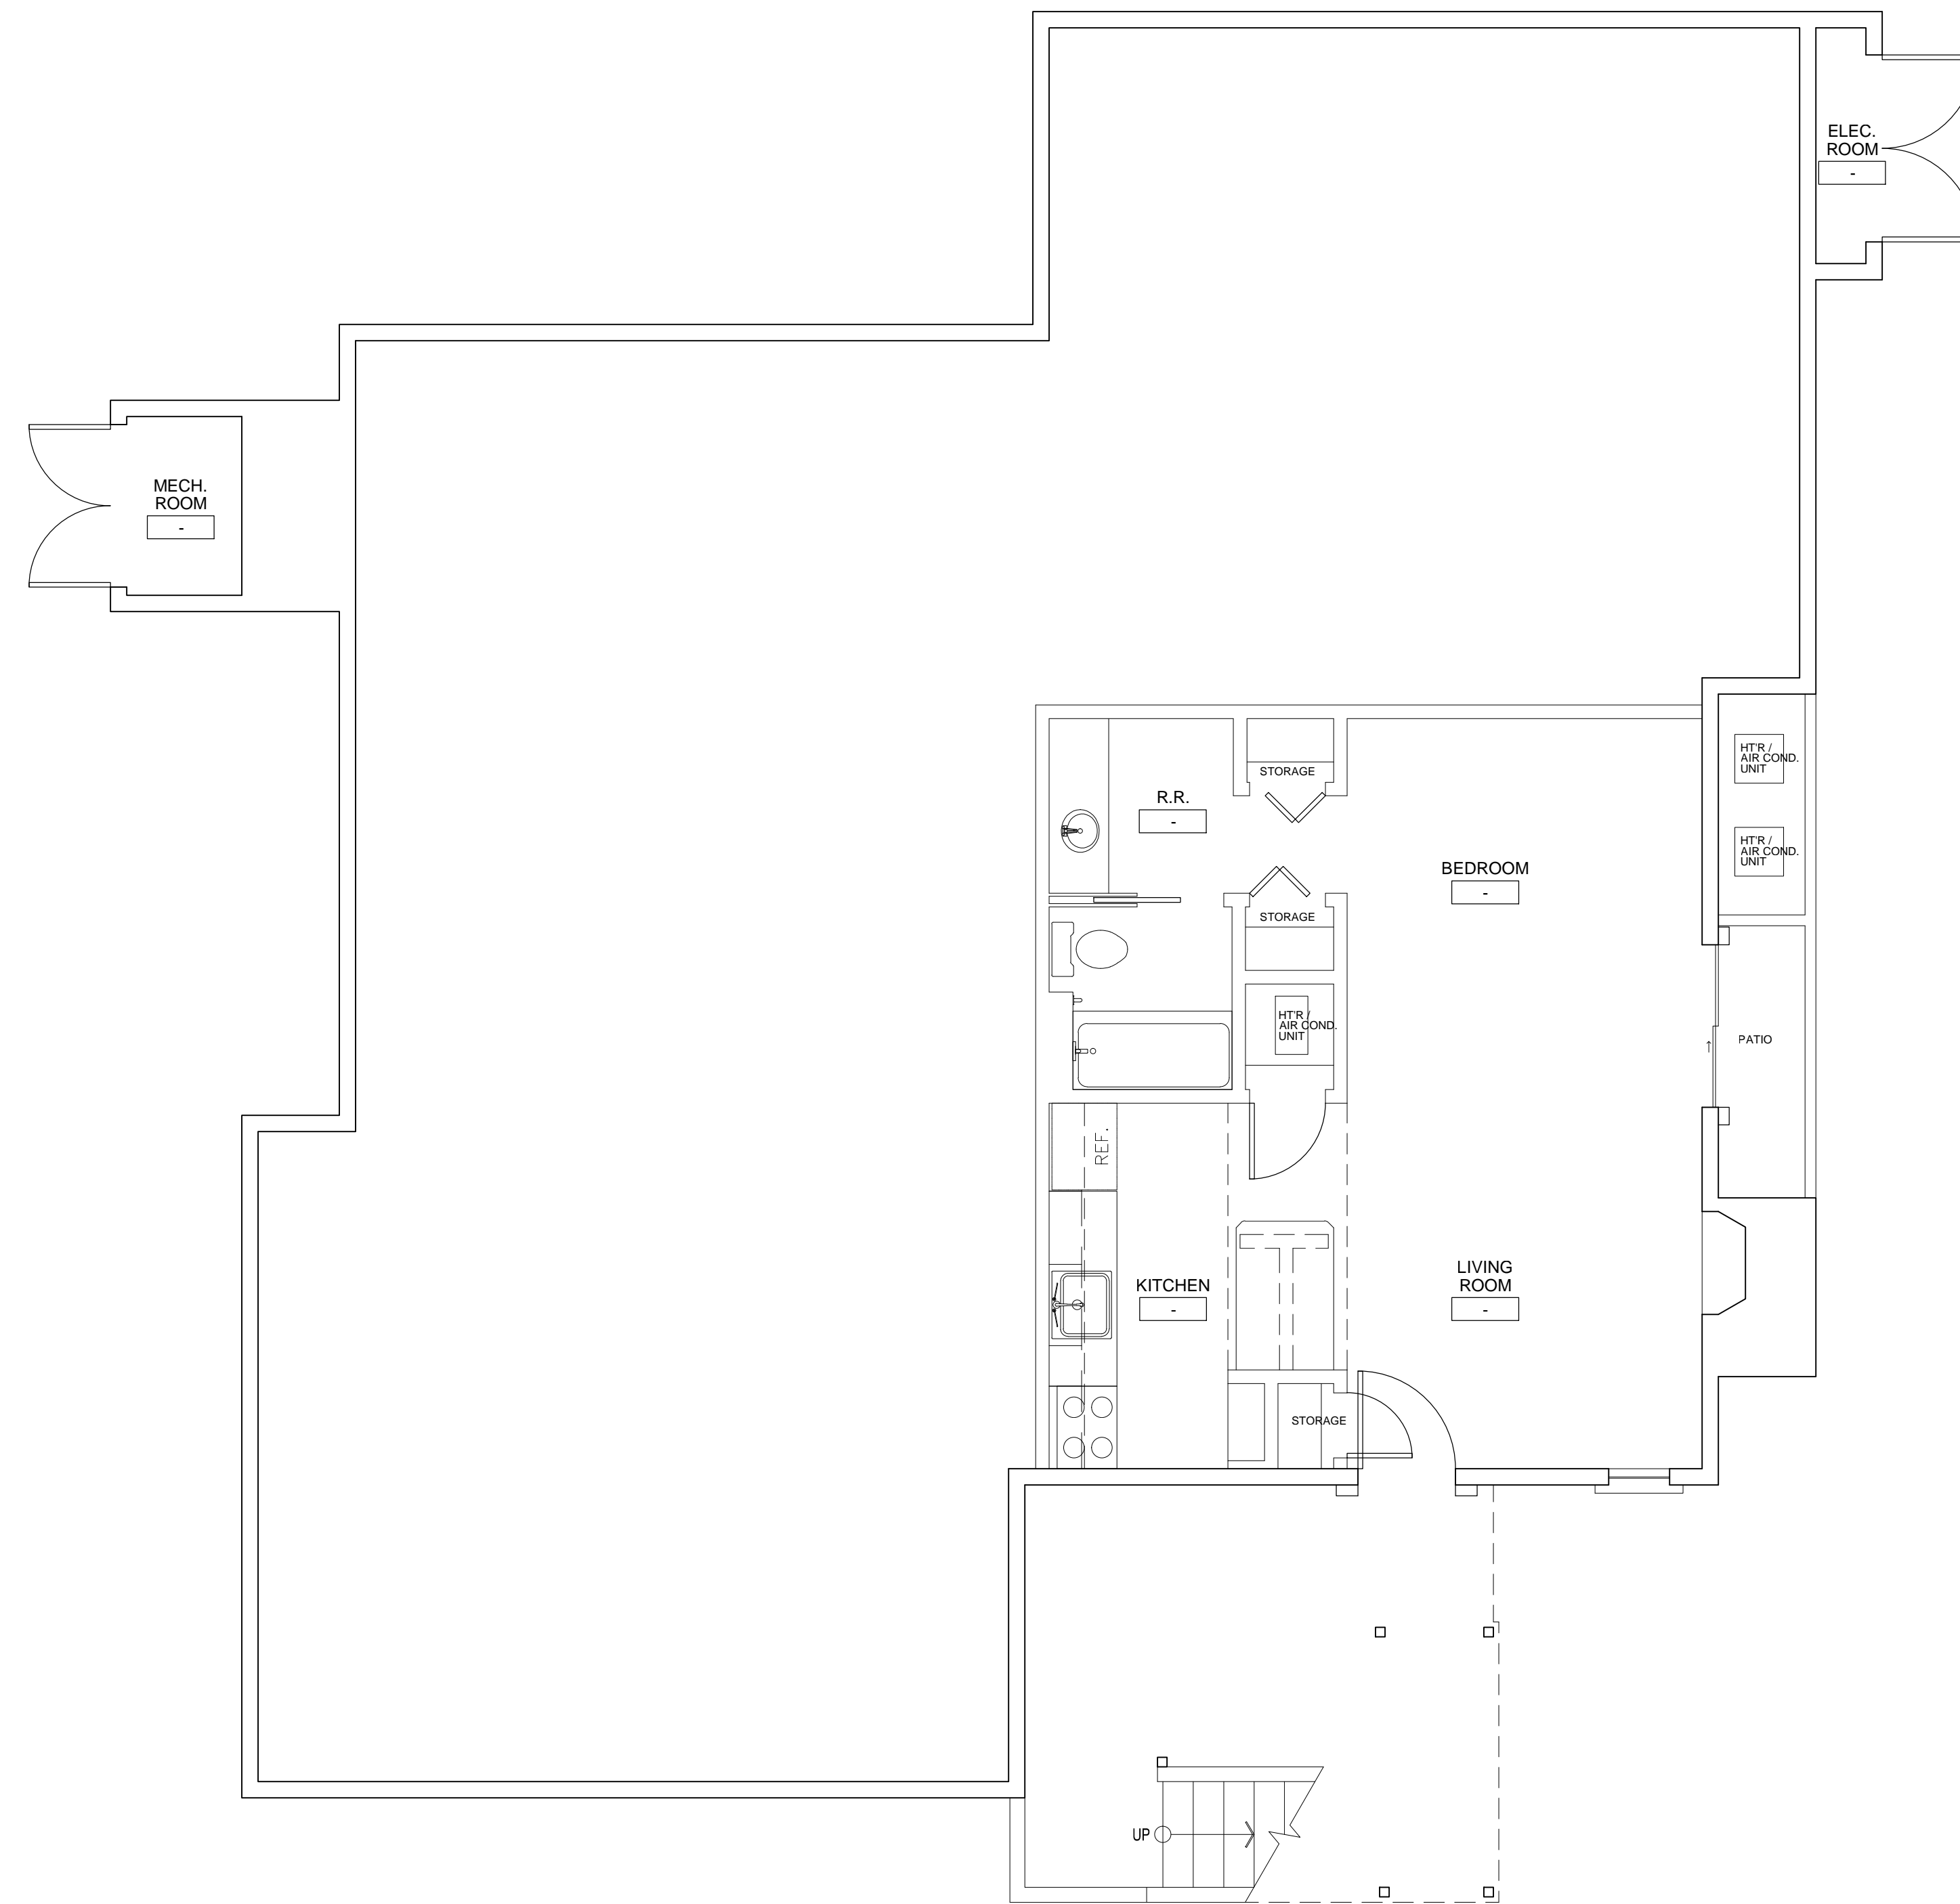 ELEC.
ROOM
-
MECH.
ROOM
-
HT'R /
AIR COND.
UNIT
STORAGE
R.R.
-
HT'R /
AIR COND.
UNIT
BEDROOM
-
STORAGE
HT'R /
AIR COND.
UNIT
PATIO
REF.
KITCHEN
-
LIVING
ROOM
-
STORAGE
UP